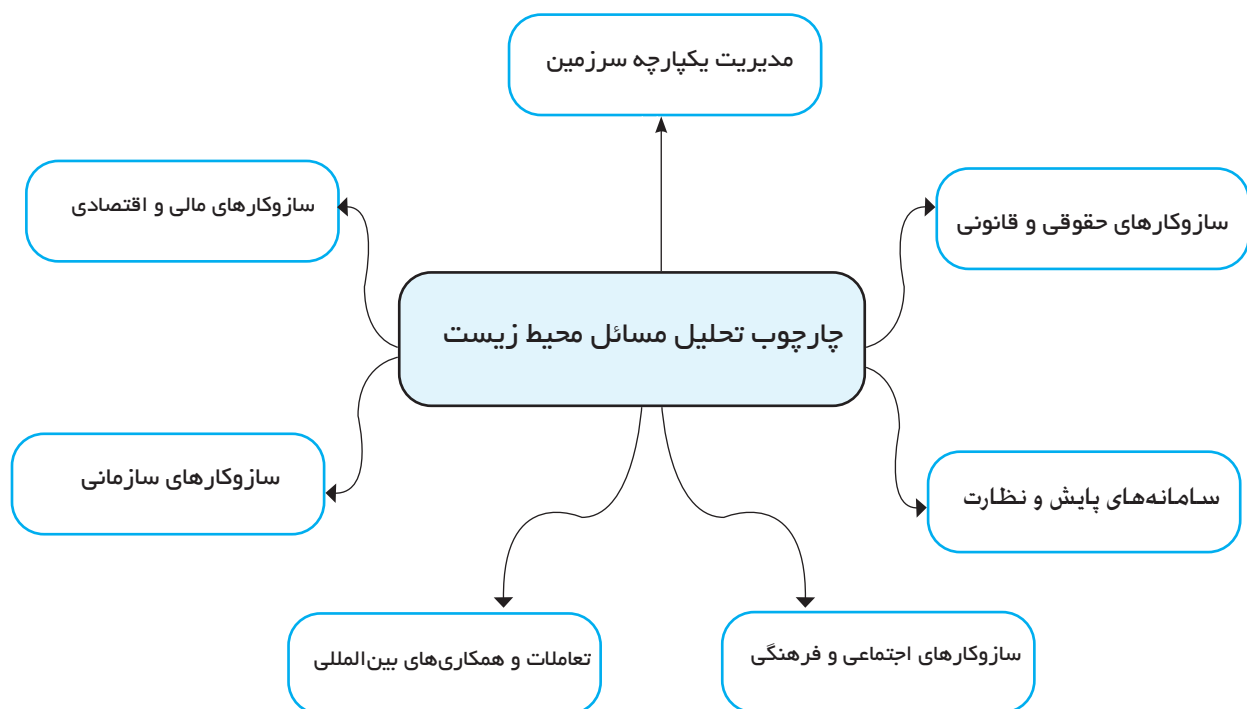 مدیریت یکپارچه سرزمین
سازوکارهای حقوقی و قانونی
سازوکارهای مالی و اقتصادی
چارچوب تحلیل مسائل محیط زیست
سامانه‌های پایش و نظارت
سازوکارهای سازمانی
سازوکارهای اجتماعی و فرهنگی
تعاملات و همکاری‌های بین‌المللی